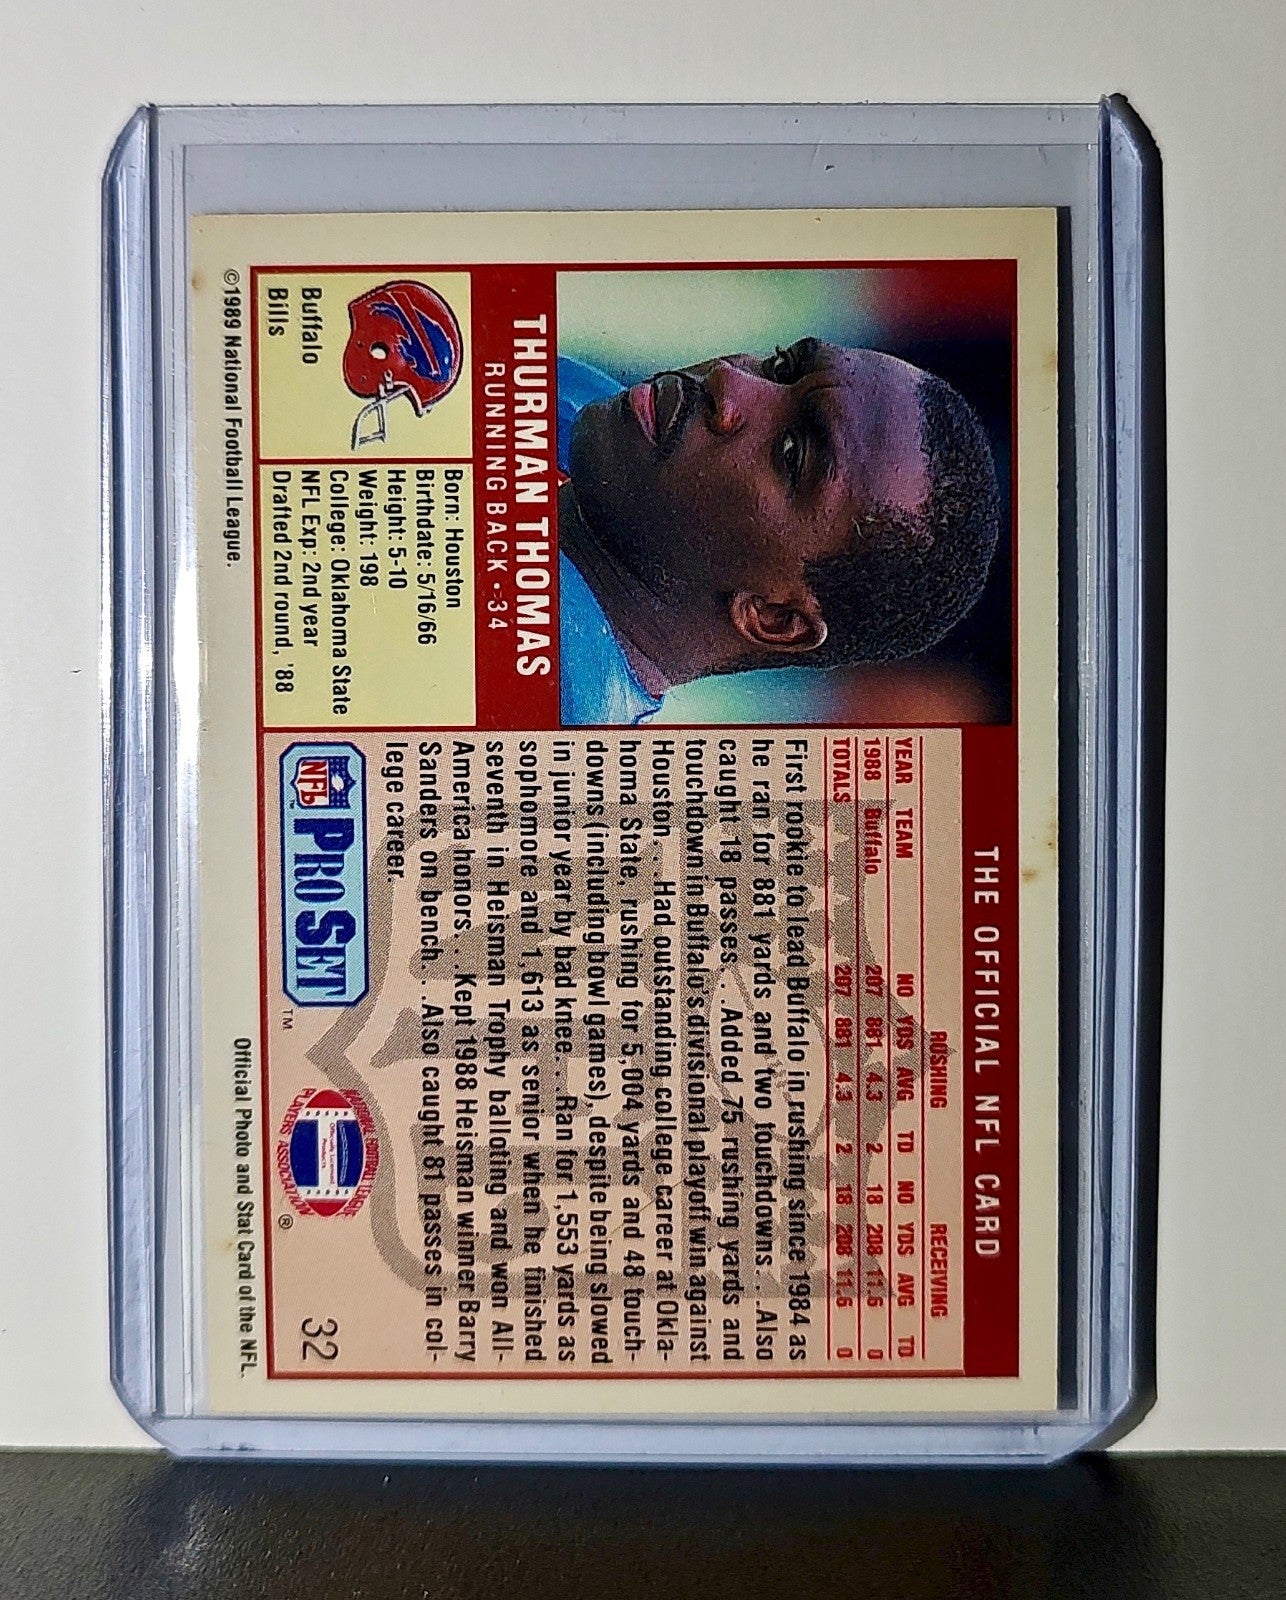 THE OFFICIAL NFL CARD
THURMAN THOMAS
RUNNING BACK • 34
Buffalo
Bills
Born: Houston
Birthdate: 5/16/66
Height: 5-10
Weight: 198
College: Oklahoma State
NFL Exp: 2nd year
Drafted 2nd round, '88
RUSHING RECEIVING
YEAR TEAM NO YDS AVG TD NO YDS AVG TD
1988 Buffalo 207 881 4.3 2 18 208 11.6 0
TOTALS 207 881 4.3 2 18 208 11.6 0
First rookie to lead Buffalo in rushing since 1984 as
he ran for 881 yards and two touchdowns. . .Also
caught 18 passes. . .Added 75 rushing yards and
touchdown in Buffalo's divisional playoff win against
Houston. . .Had outstanding college career at Okla-
homa State, rushing for 5,004 yards and 48 touch-
downs (including bowl games), despite being slowed
in junior year by bad knee. . .Ran for 1,553 yards as
sophomore and 1,613 as senior when he finished
seventh in Heisman Trophy balloting and won All-
America honors. . .Kept 1988 Heisman winner Barry
Sanders on bench. . .Also caught 81 passes in col-
lege career.
NFL PRO SET ™
NATIONAL FOOTBALL LEAGUE
PLAYERS ASSOCIATION
Officially Licensed
Product
®
32
©1989 National Football League.
Official Photo and Stat Card of the NFL.